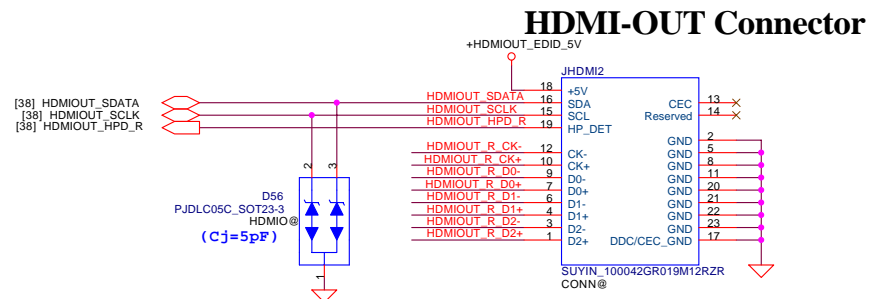 HDMI-OUT Connector
+HDMIOUT_EDID_5V
JHDMI2
[38] HDMIOUT_SDATA
[38] HDMIOUT_SCLK
[38] HDMIOUT_HPD_R
HDMIOUT_SDATA 16 SDA
HDMIOUT_SCLK 15 SCL
HDMIOUT_HPD_R 19 HP_DET
18 +5V
CEC 13
Reserved 14
HDMIOUT_R_CK- 12 CK-
HDMIOUT_R_CK+ 10 CK+
HDMIOUT_R_D0- 9 D0-
HDMIOUT_R_D0+ 7 D0+
HDMIOUT_R_D1- 6 D1-
HDMIOUT_R_D1+ 4 D1+
HDMIOUT_R_D2- 3 D2-
HDMIOUT_R_D2+ 1 D2+
GND 2
GND 5
GND 8
GND 11
GND 20
GND 21
GND 22
GND 23
DDC/CEC_GND 17
2 3
D56
PJDLC05C_SOT23-3
HDMIO@
(Cj=5pF)
1
SUYIN_100042GR019M12RZR
CONN@